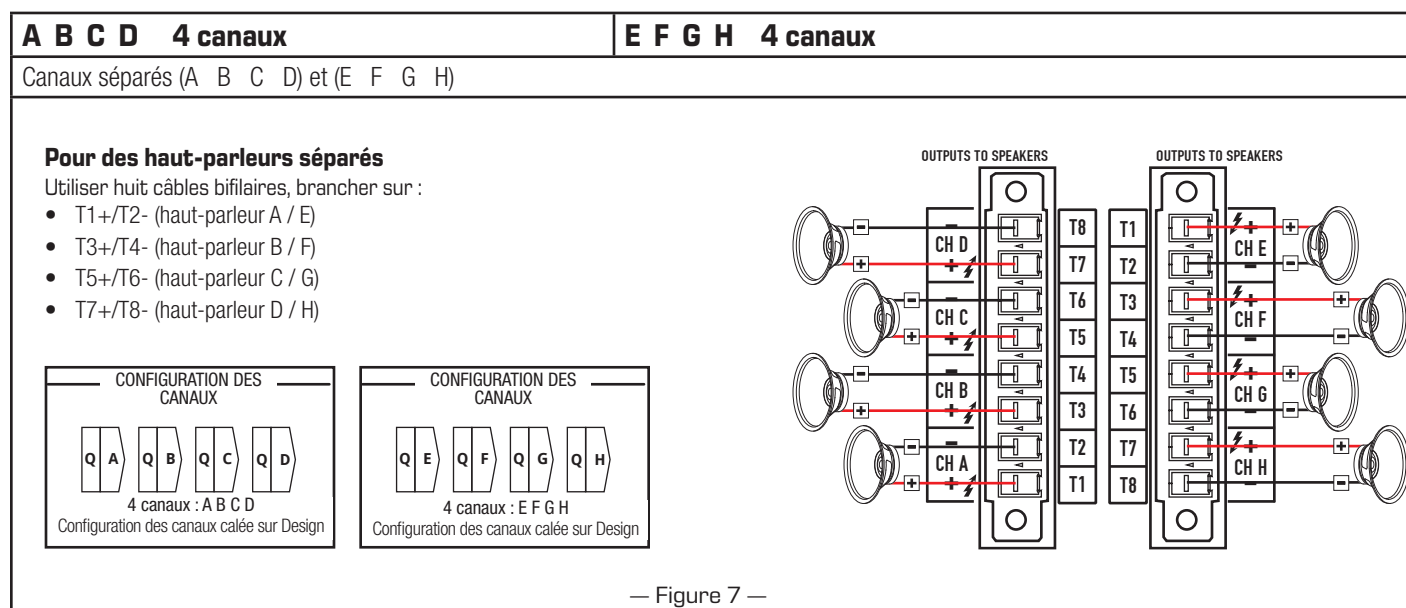 A B C D 4 canaux
E F G H 4 canaux
Canaux séparés (A B C D) et (E F G H)
Pour des haut-parleurs séparés
Utiliser huit câbles bifilaires, brancher sur :
• T1+/T2- (haut-parleur A / E)
• T3+/T4- (haut-parleur B / F)
• T5+/T6- (haut-parleur C / G)
• T7+/T8- (haut-parleur D / H)
CONFIGURATION DES
CANAUX
Q A Q B Q C Q D
4 canaux : A B C D
Configuration des canaux calée sur Design
CONFIGURATION DES
CANAUX
Q E Q F Q G Q H
4 canaux : E F G H
Configuration des canaux calée sur Design
OUTPUTS TO SPEAKERS
- - T8
CH D
+ + T7
- - T6
CH C
+ + T5
- - T4
CH B
+ + T3
- - T2
CH A
+ + T1
OUTPUTS TO SPEAKERS
T1 + +
CH E
T2 - -
T3 + +
CH F
T4 - -
T5 + +
CH G
T6 - -
T7 + +
CH H
T8 - -
— Figure 7 —